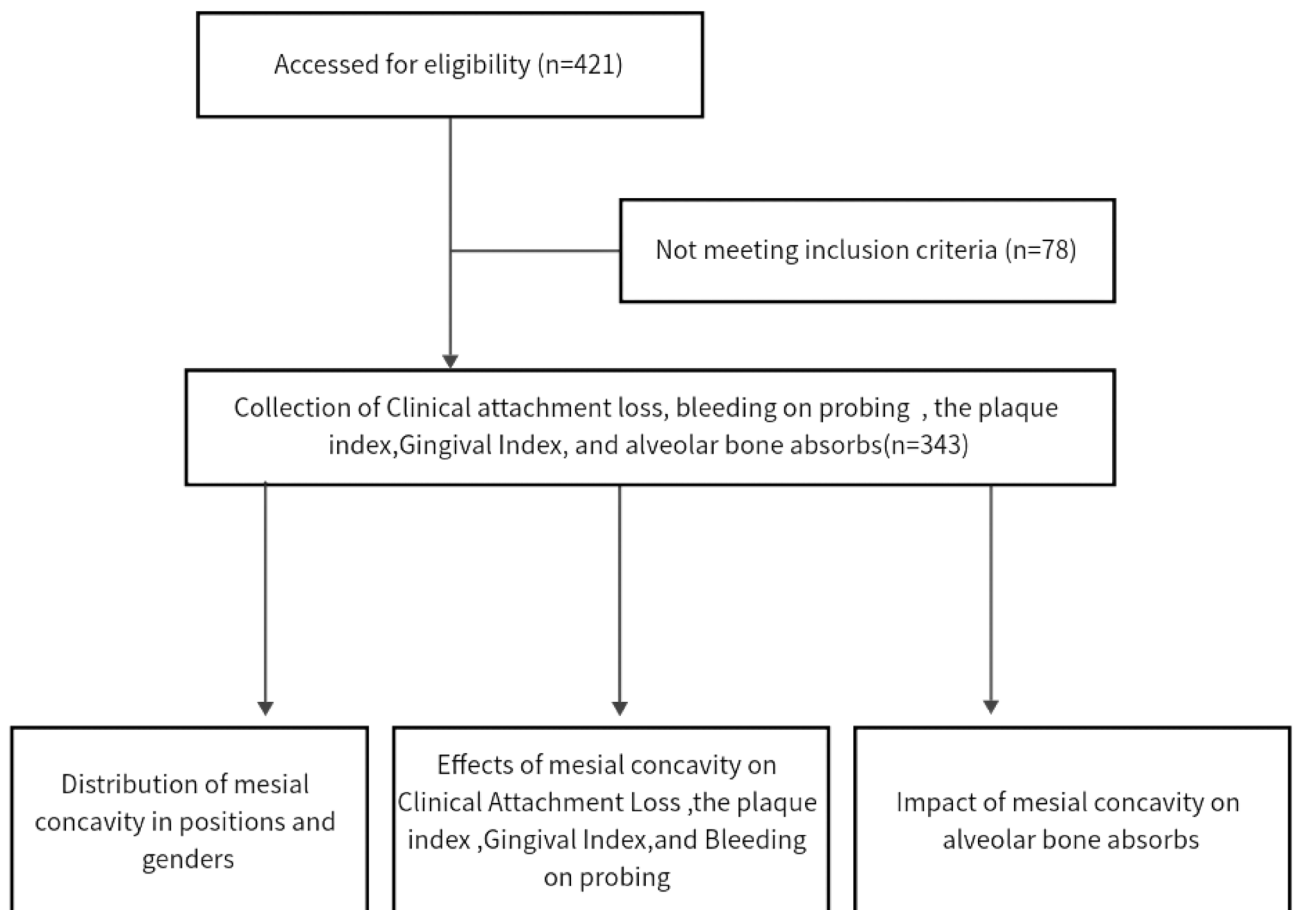 Accessed for eligibility (n=421)
Not meeting inclusion criteria (n=78)
Collection of Clinical attachment loss, bleeding on probing , the plaque
index,Gingival Index, and alveolar bone absorbs(n=343)
Distribution of mesial
concavity in positions and
genders
Effects of mesial concavity on
Clinical Attachment Loss ,the plaque
index ,Gingival Index,and Bleeding
on probing
Impact of mesial concavity on
alveolar bone absorbs